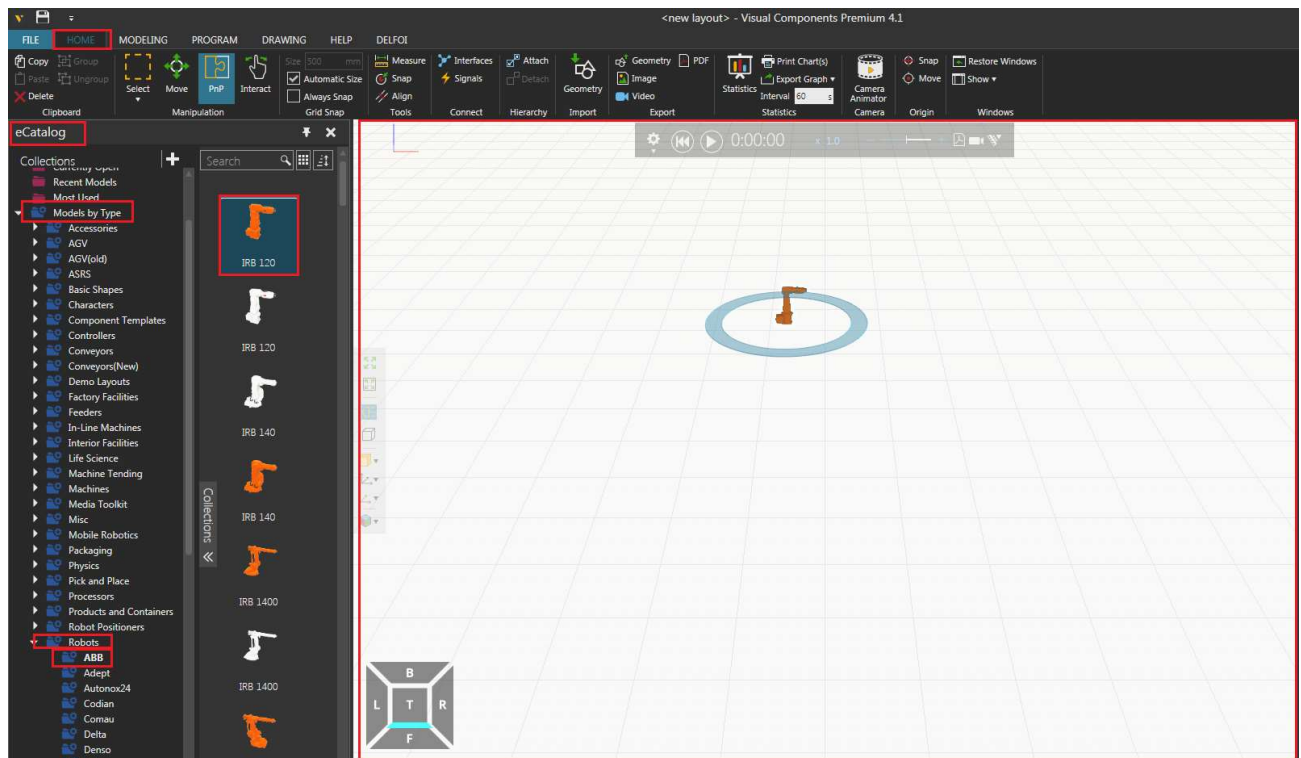 <new layout> - Visual Components Premium 4.1
FILE HOME MODELING PROGRAM DRAWING HELP DELFOI
Copy Group
Paste Ungroup
Delete
Clipboard
Select Move PnP Interact
Manipulation
Size 500 mm
Automatic Size
Always Snap
Grid Snap
Measure
Snap
Align
Tools
Interfaces
Signals
Connect
Attach
Detach
Hierarchy
Geometry
Import
Geometry PDF
Image
Video
Export
Statistics
Print Chart(s)
Export Graph
Interval 60 s
Statistics
Camera
Animator
Camera
Snap
Move
Origin
Restore Windows
Show
Windows
eCatalog
Collections
Currently Open
Recent Models
Most Used
Models by Type
Accessories
AGV
AGV(old)
ASRS
Basic Shapes
Characters
Component Templates
Controllers
Conveyors
Conveyors(New)
Demo Layouts
Factory Facilities
Feeders
In-Line Machines
Interior Facilities
Life Science
Machine Tending
Machines
Media Toolkit
Misc
Mobile Robotics
Packaging
Physics
Pick and Place
Processors
Products and Containers
Robot Positioners
Robots
ABB
Adept
Autonox24
Codian
Comau
Delta
Denso
Collections
Search
IRB 120
IRB 120
IRB 140
IRB 140
IRB 1400
IRB 1400
0:00:00 x 1.0
B
L T R
F